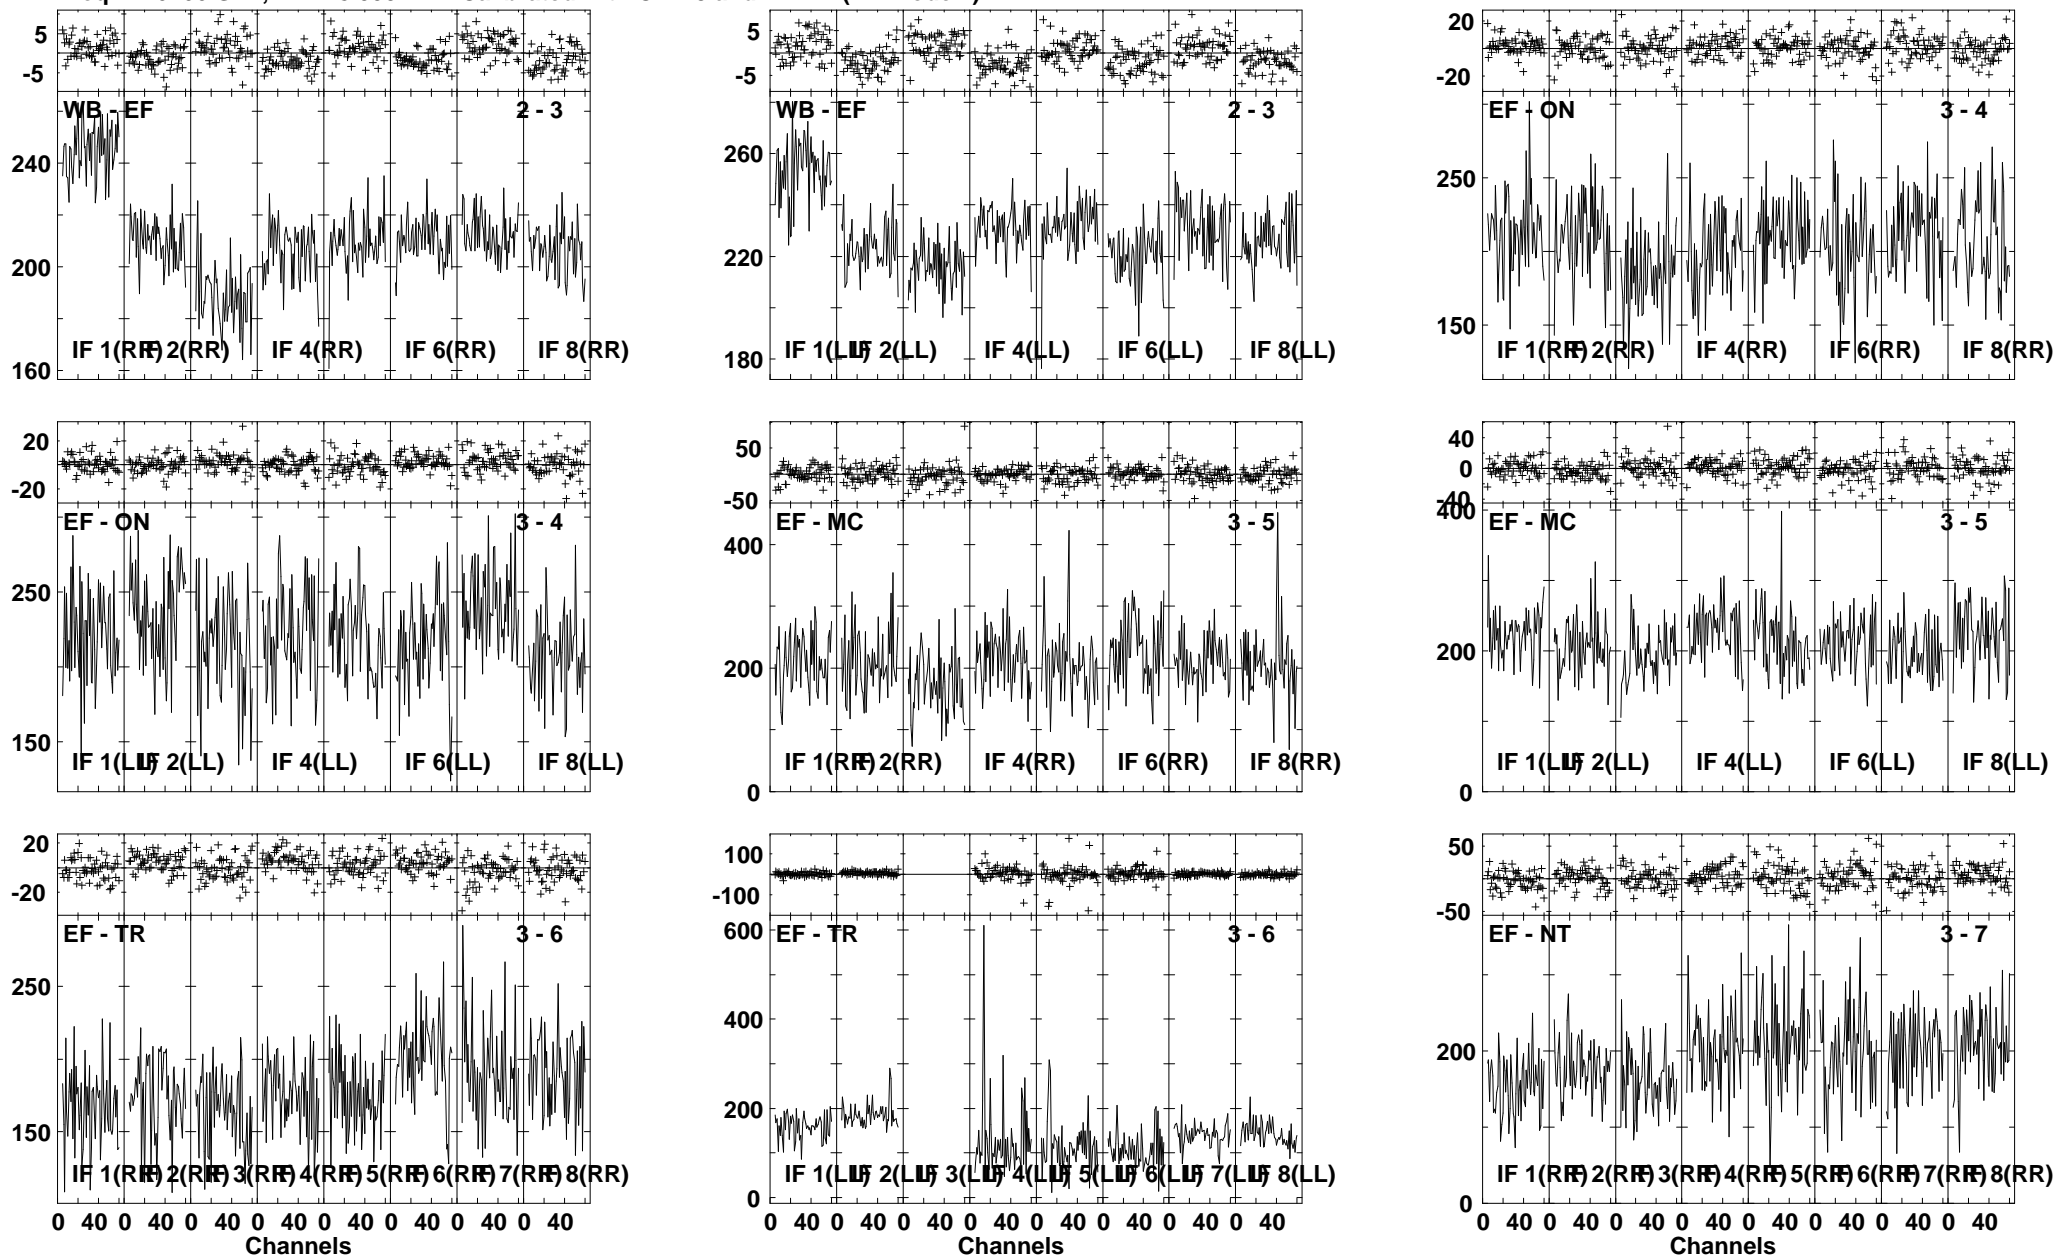 5
-5
WB - EF
2 - 3
240
200
160
IF 1(RR)
IF 2(RR)
IF 4(RR)
IF 6(RR)
IF 8(RR)
5
-5
WB - EF
2 - 3
260
220
180
IF 1(LL)
IF 2(LL)
IF 4(LL)
IF 6(LL)
IF 8(LL)
20
-20
EF - ON
3 - 4
250
150
IF 1(RR)
IF 2(RR)
IF 4(RR)
IF 6(RR)
IF 8(RR)
20
-20
EF - ON
3 - 4
250
150
IF 1(LL)
IF 2(LL)
IF 4(LL)
IF 6(LL)
IF 8(LL)
50
-50
EF - MC
3 - 5
400
200
0
IF 1(RR)
IF 2(RR)
IF 4(RR)
IF 6(RR)
IF 8(RR)
40
0
-40
400
EF - MC
3 - 5
200
0
IF 1(LL)
IF 2(LL)
IF 4(LL)
IF 6(LL)
IF 8(LL)
20
-20
EF - TR
3 - 6
250
150
IF 1(RR)
IF 2(RR)
IF 3(RR)
IF 4(RR)
IF 5(RR)
IF 6(RR)
IF 7(RR)
IF 8(RR)
0 40 0 40 0 40 0 40 0 40 0 40 0 40 0 40
Channels
100
-100
600
EF - TR
3 - 6
400
200
0
IF 1(LL)
IF 2(LL)
IF 3(LL)
IF 4(LL)
IF 5(LL)
IF 6(LL)
IF 7(LL)
IF 8(LL)
0 40 0 40 0 40 0 40 0 40 0 40 0 40 0 40
Channels
50
-50
EF - NT
3 - 7
200
0
IF 1(RR)
IF 2(RR)
IF 3(RR)
IF 4(RR)
IF 5(RR)
IF 6(RR)
IF 7(RR)
IF 8(RR)
0 40 0 40 0 40 0 40 0 40 0 40 0 40 0 40
Channels